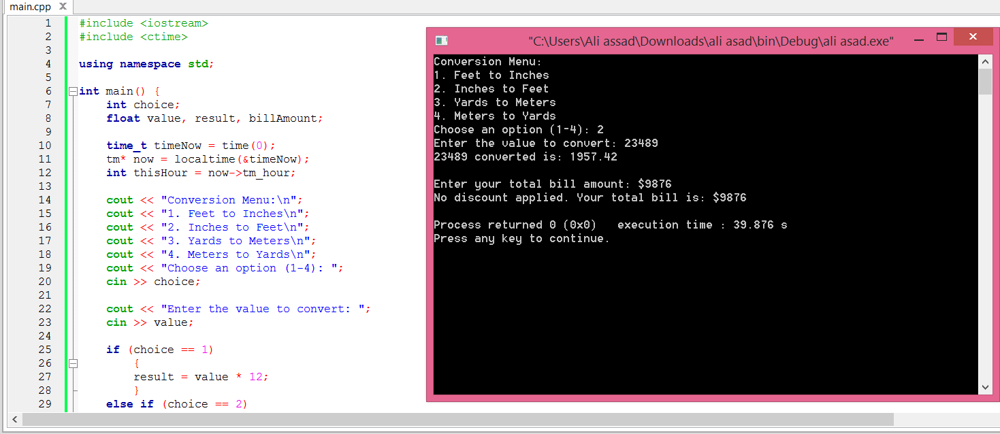 main.cpp
1 #include <iostream>
2 #include <ctime>
3
4 using namespace std;
5
6 int main() {
7 int choice;
8 float value, result, billAmount;
9
10 time_t timeNow = time(0);
11 tm* now = localtime(&timeNow);
12 int thisHour = now->tm_hour;
13
14 cout << "Conversion Menu:\n";
15 cout << "1. Feet to Inches\n";
16 cout << "2. Inches to Feet\n";
17 cout << "3. Yards to Meters\n";
18 cout << "4. Meters to Yards\n";
19 cout << "Choose an option (1-4): ";
20 cin >> choice;
21
22 cout << "Enter the value to convert: ";
23 cin >> value;
24
25 if (choice == 1)
26 {
27 result = value * 12;
28 }
29 else if (choice == 2)
"C:\Users\Ali assad\Downloads\ali asad\bin\Debug\ali asad.exe"
Conversion Menu:
1. Feet to Inches
2. Inches to Feet
3. Yards to Meters
4. Meters to Yards
Choose an option (1-4): 2
Enter the value to convert: 23489
23489 converted is: 1957.42

Enter your total bill amount: $9876
No discount applied. Your total bill is: $9876

Process returned 0 (0x0)   execution time : 39.876 s
Press any key to continue.